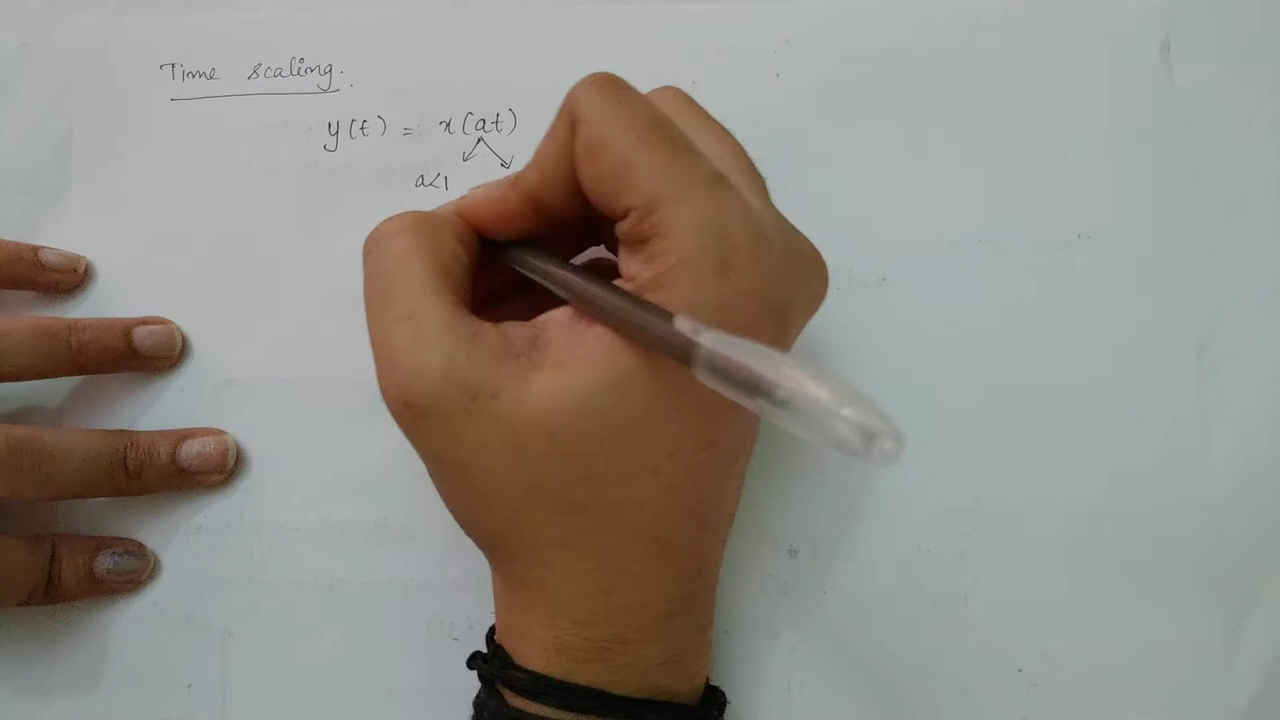 Time scaling.
y(t) = x(at)
a<1